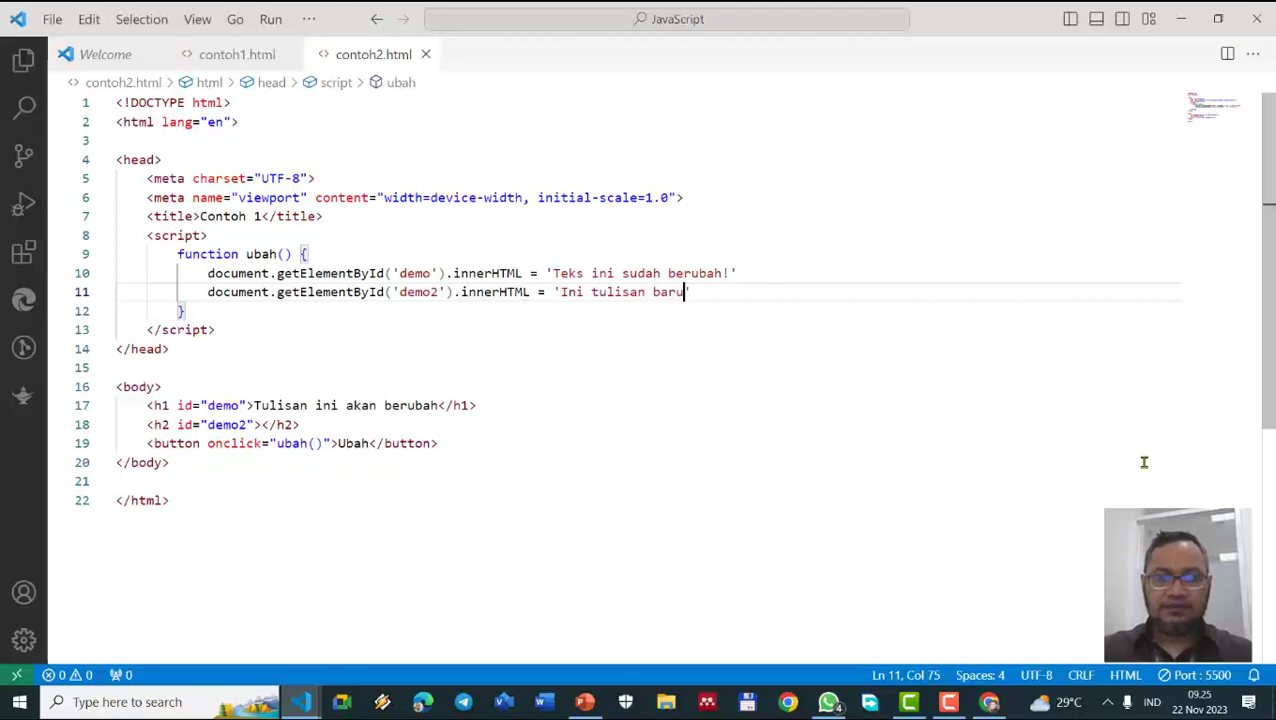 File Edit Selection View Go Run ··· JavaScript
Welcome contoh1.html contoh2.html
contoh2.html > html > head > script > ubah
1 <!DOCTYPE html>
2 <html lang="en">
3
4 <head>
5 <meta charset="UTF-8">
6 <meta name="viewport" content="width=device-width, initial-scale=1.0">
7 <title>Contoh 1</title>
8 <script>
9 function ubah() {
10 document.getElementById('demo').innerHTML = 'Teks ini sudah berubah!'
11 document.getElementById('demo2').innerHTML = 'Ini tulisan baru'
12 }
13 </script>
14 </head>
15
16 <body>
17 <h1 id="demo">Tulisan ini akan berubah</h1>
18 <h2 id="demo2"></h2>
19 <button onclick="ubah()">Ubah</button>
20 </body>
21
22 </html>
0 0 0 Ln 11, Col 75 Spaces: 4 UTF-8 CRLF HTML Port : 5500
Type here to search 4 29°C IND 09.25
22 Nov 2023